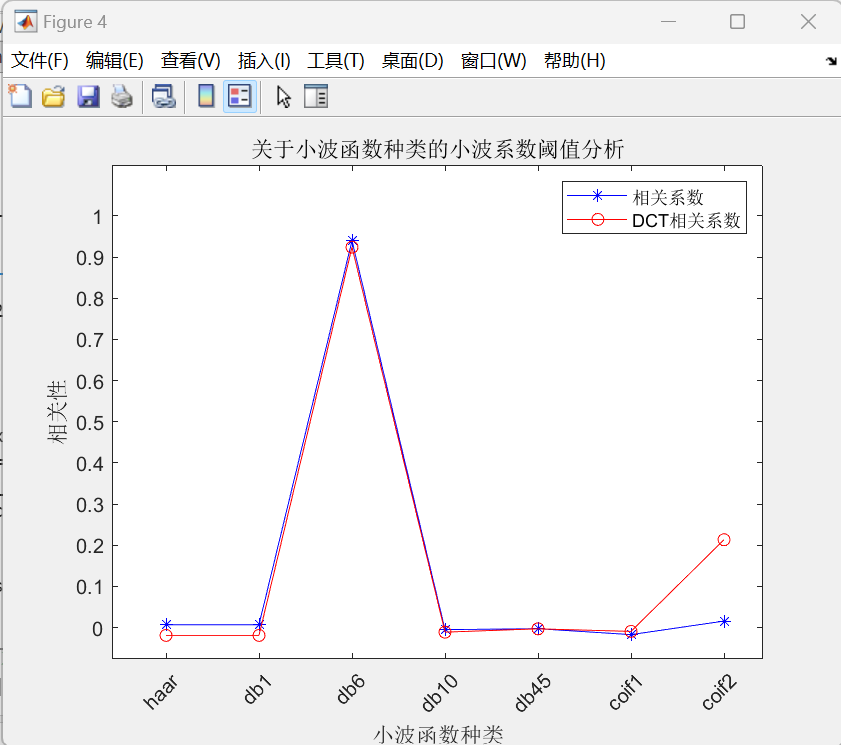 Figure 4
文件(F) 编辑(E) 查看(V) 插入(I) 工具(T) 桌面(D) 窗口(W) 帮助(H)
关于小波函数种类的小波系数阈值分析
相关系数
DCT相关系数
1
0.9
0.8
0.7
0.6
0.5
0.4
0.3
0.2
0.1
0
相关性
haar
db1
db6
db10
db45
coif1
coif2
小波函数种类